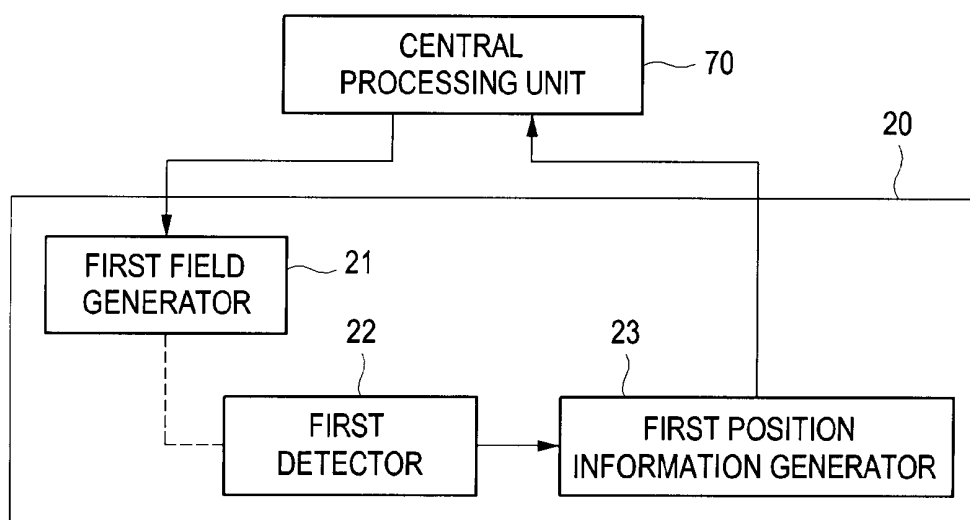 CENTRAL
PROCESSING UNIT
70
20
FIRST FIELD
GENERATOR
21
22
23
FIRST
DETECTOR
FIRST POSITION
INFORMATION GENERATOR